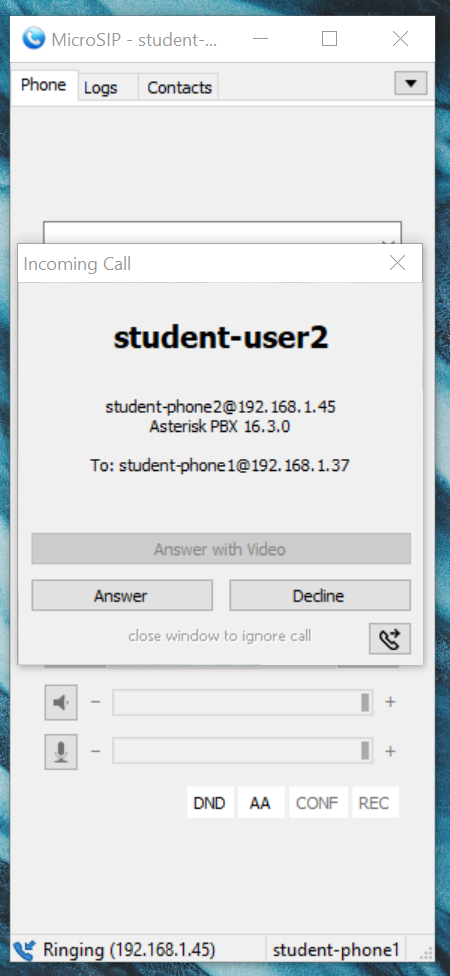 MicroSIP - student-...
Phone
Logs
Contacts
Incoming Call
student-user2
student-phone2@192.168.1.45
Asterisk PBX 16.3.0
To: student-phone1@192.168.1.37
Answer with Video
Answer
Decline
close window to ignore call
− +
− +
DND
AA
CONF
REC
Ringing (192.168.1.45)
student-phone1